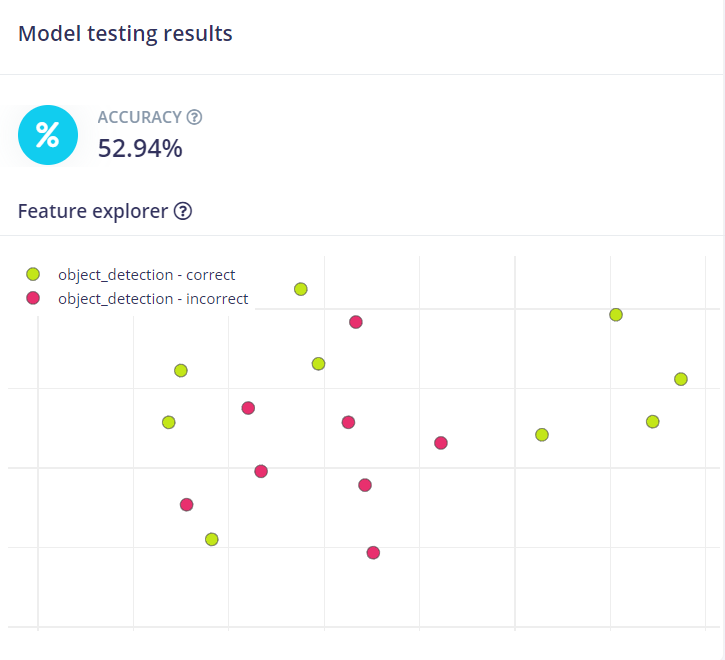 Model testing results
%
ACCURACY ?
52.94%
Feature explorer ?
object_detection - correct
object_detection - incorrect